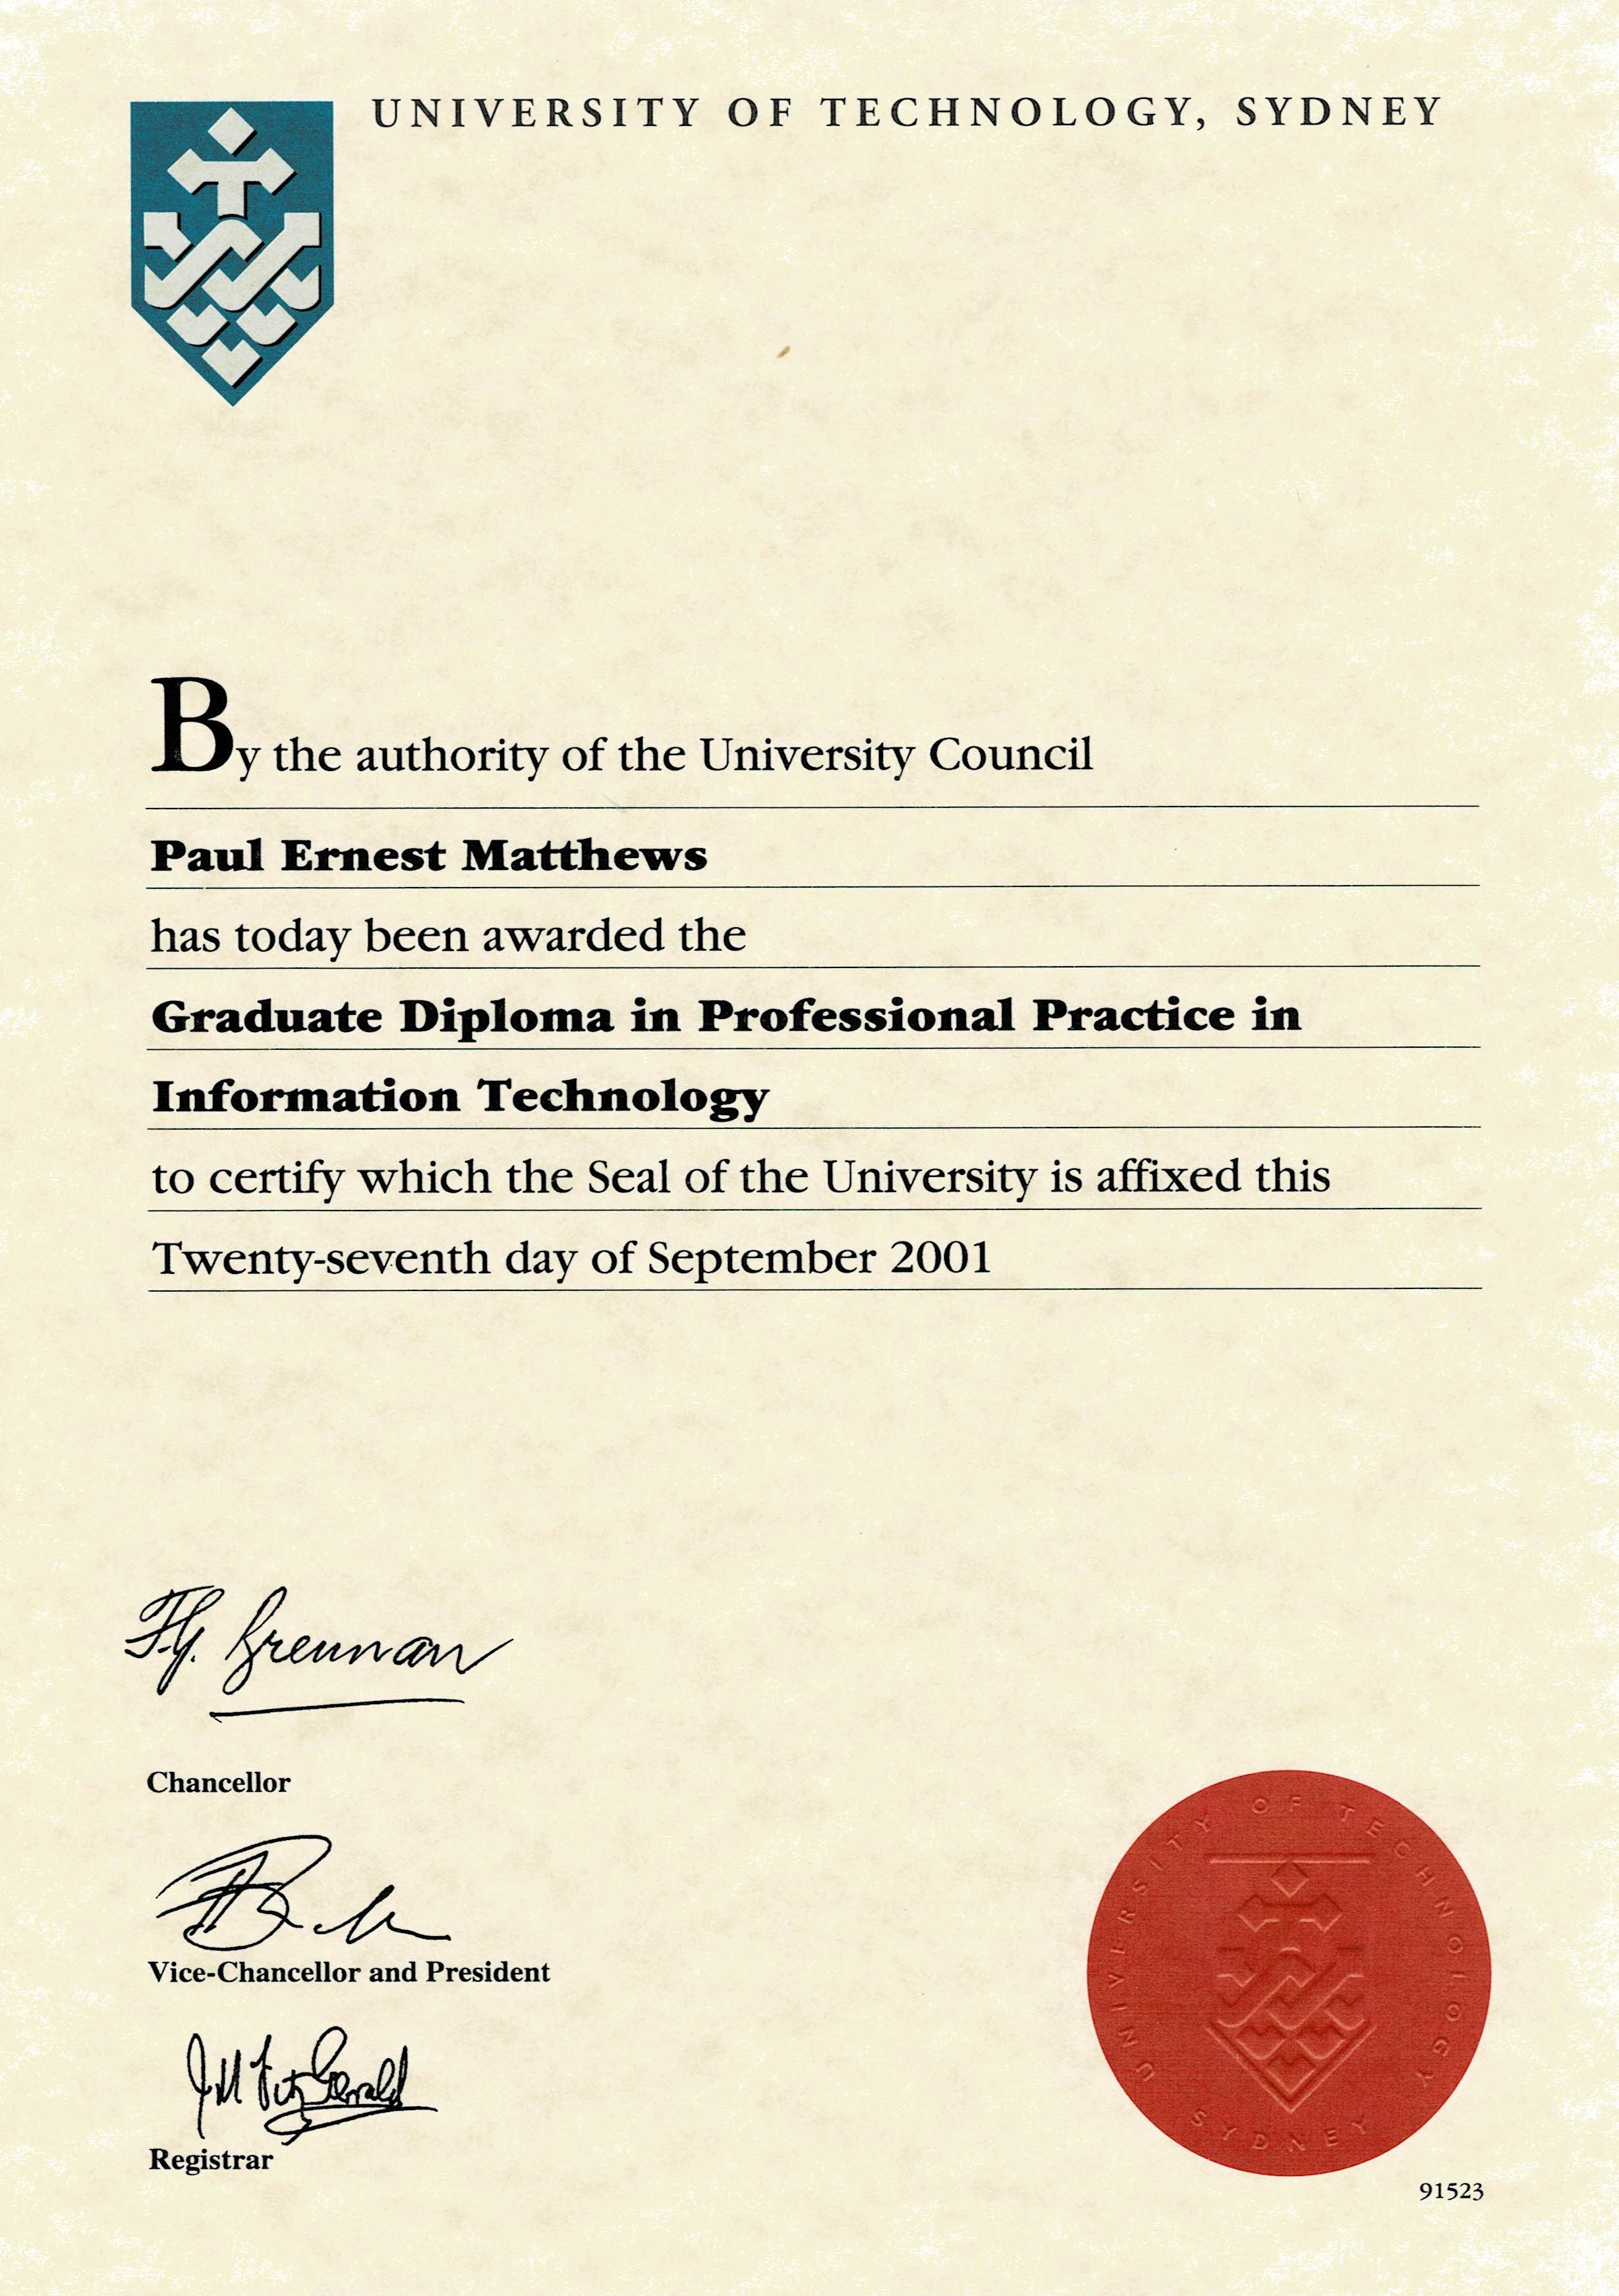 UNIVERSITY OF TECHNOLOGY, SYDNEY
By the authority of the University Council
Paul Ernest Matthews
has today been awarded the
Graduate Diploma in Professional Practice in
Information Technology
to certify which the Seal of the University is affixed this
Twenty-seventh day of September 2001
F.G. Brennan
Chancellor
Vice-Chancellor and President
J M FitzGerald
Registrar
UNIVERSITY OF TECHNOLOGY
SYDNEY
91523